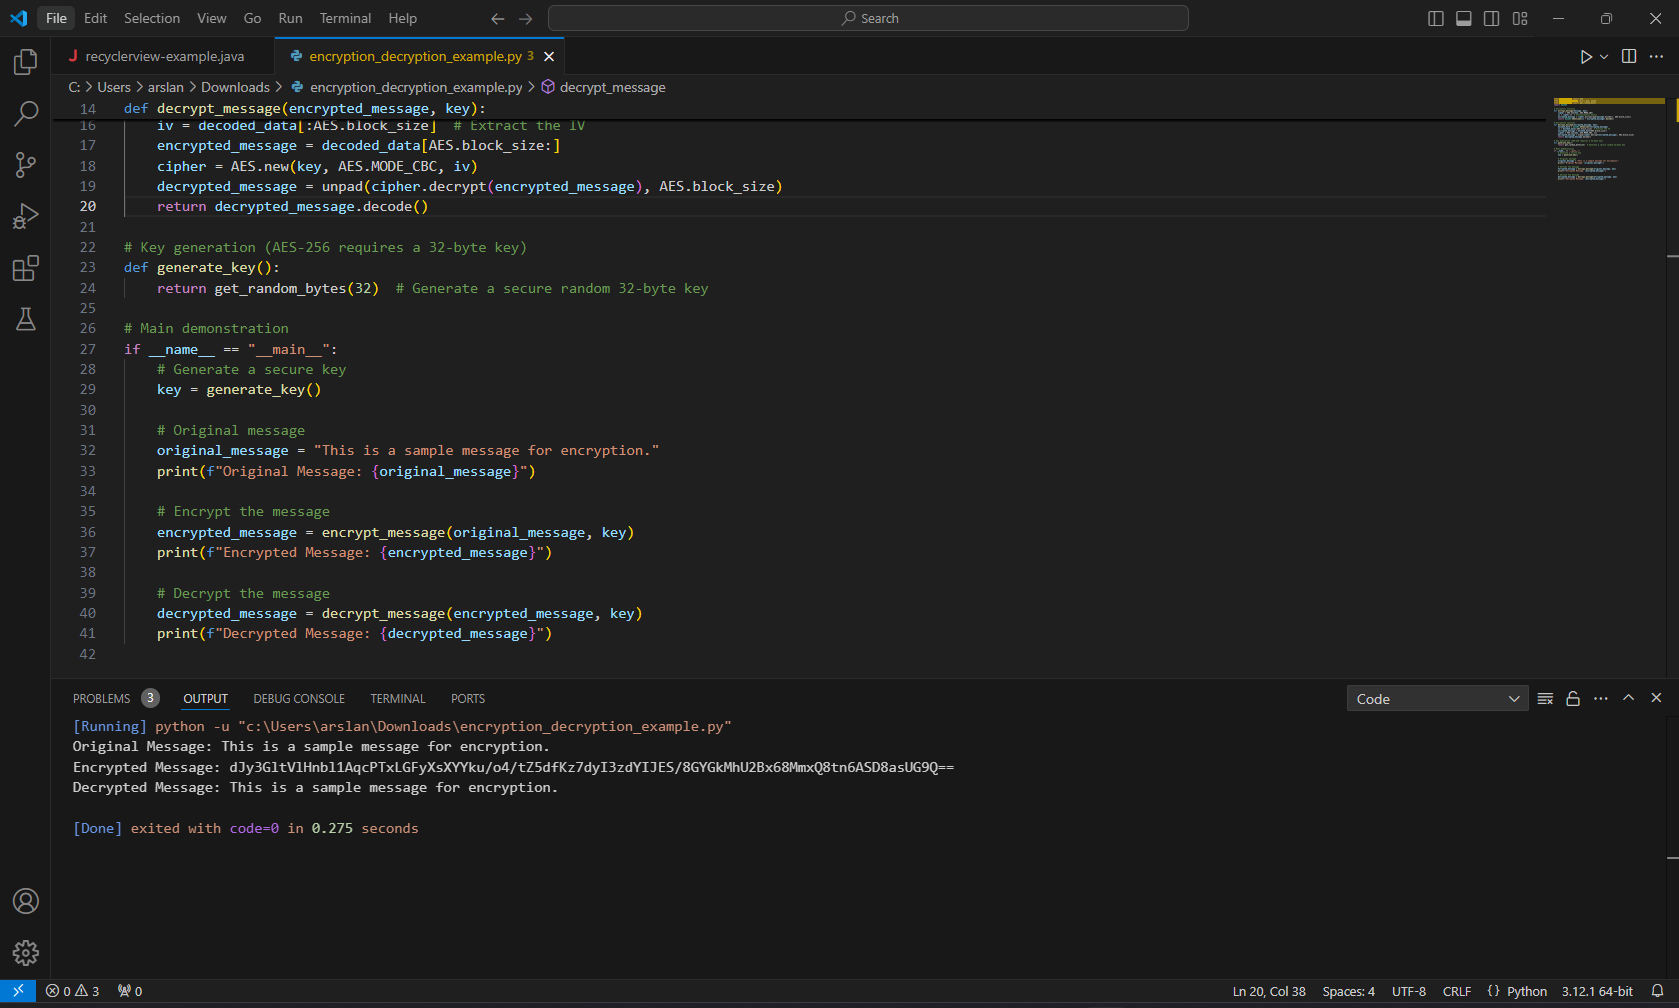 File Edit Selection View Go Run Terminal Help Search
recyclerview-example.java encryption_decryption_example.py 3
C: > Users > arslan > Downloads > encryption_decryption_example.py > decrypt_message
14 def decrypt_message(encrypted_message, key):
16 iv = decoded_data[:AES.block_size]  # Extract the IV
17 encrypted_message = decoded_data[AES.block_size:]
18 cipher = AES.new(key, AES.MODE_CBC, iv)
19 decrypted_message = unpad(cipher.decrypt(encrypted_message), AES.block_size)
20 return decrypted_message.decode()
21
22 # Key generation (AES-256 requires a 32-byte key)
23 def generate_key():
24 return get_random_bytes(32)  # Generate a secure random 32-byte key
25
26 # Main demonstration
27 if __name__ == "__main__":
28 # Generate a secure key
29 key = generate_key()
30
31 # Original message
32 original_message = "This is a sample message for encryption."
33 print(f"Original Message: {original_message}")
34
35 # Encrypt the message
36 encrypted_message = encrypt_message(original_message, key)
37 print(f"Encrypted Message: {encrypted_message}")
38
39 # Decrypt the message
40 decrypted_message = decrypt_message(encrypted_message, key)
41 print(f"Decrypted Message: {decrypted_message}")
42
PROBLEMS 3 OUTPUT DEBUG CONSOLE TERMINAL PORTS Code
[Running] python -u "c:\Users\arslan\Downloads\encryption_decryption_example.py"
Original Message: This is a sample message for encryption.
Encrypted Message: dJy3GltVlHnbl1AqcPTxLGFyXsXYYku/o4/tZ5dfKz7dyI3zdYIJES/8GYGkMhU2Bx68MmxQ8tn6ASD8asUG9Q==
Decrypted Message: This is a sample message for encryption.
[Done] exited with code=0 in 0.275 seconds
0 3 0 Ln 20, Col 38 Spaces: 4 UTF-8 CRLF {} Python 3.12.1 64-bit